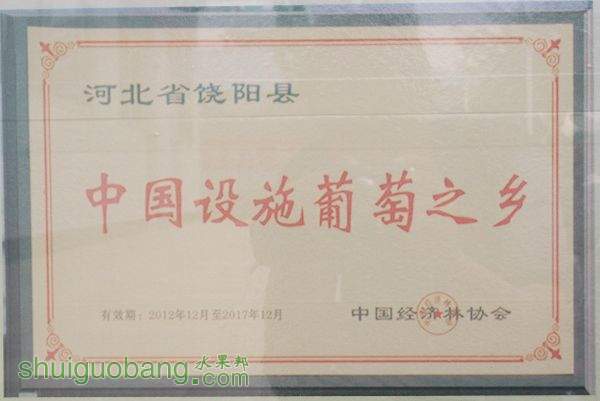 河北省饶阳县
中国设施葡萄之乡
有效期：2012年12月至2017年12月
中国经济林协会
shuiguobang.com
水果邦